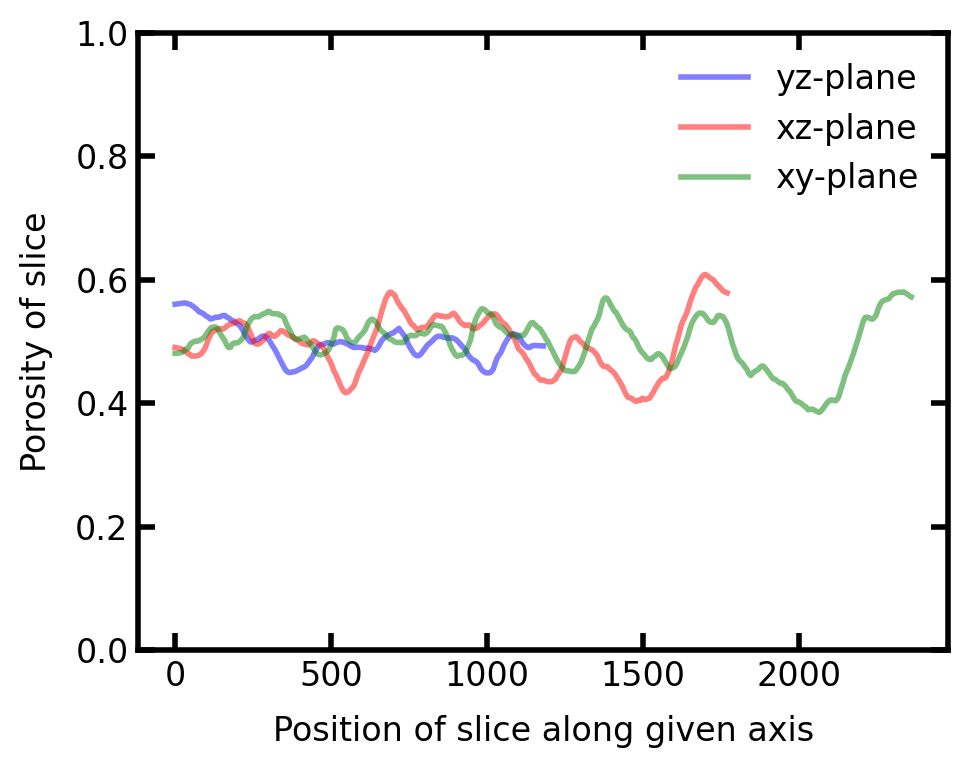 1.0
0.8
0.6
0.4
0.2
0.0
Porosity of slice
yz-plane
xz-plane
xy-plane
0 500 1000 1500 2000
Position of slice along given axis